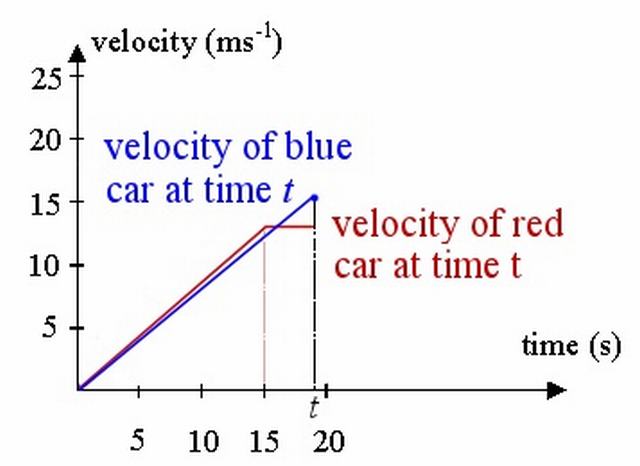 velocity (ms⁻¹)
25
20
velocity of blue
car at time t
15
velocity of red
car at time t
10
5
time (s)
t
5 10 15 20